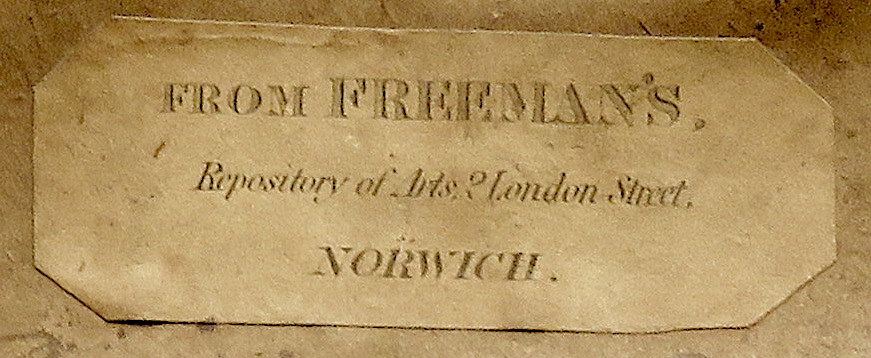 FROM FREEMAN'S,
Repository of Arts, 2 London Street.
NORWICH.